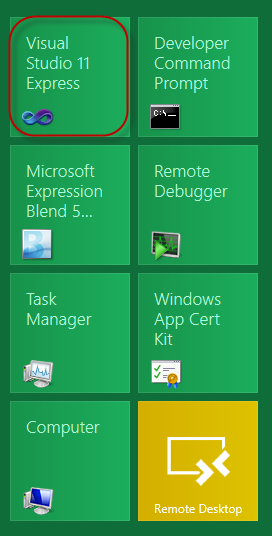 Visual
Studio 11
Express
Developer
Command
Prompt
C:\_
Microsoft
Expression
Blend 5...
Remote
Debugger
Task
Manager
Windows
App Cert
Kit
Computer
Remote Desktop